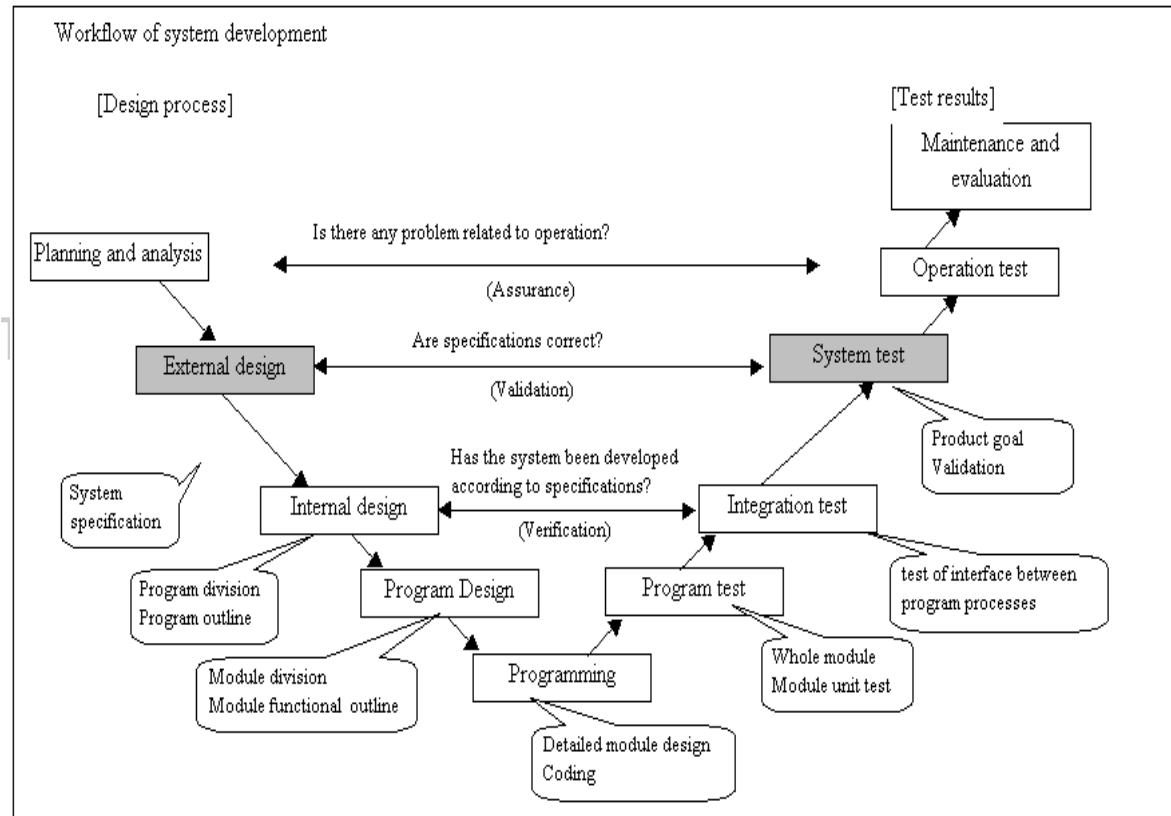 Workflow of system development
[Design process]
[Test results]
Maintenance and
evaluation
Is there any problem related to operation?
Planning and analysis
Operation test
(Assurance)
Are specifications correct?
External design
System test
(Validation)
Product goal
Validation
Has the system been developed
according to specifications?
System
specification
Internal design
Integration test
(Verification)
Program division
Program outline
Program Design
Program test
test of interface between
program processes
Module division
Module functional outline
Programming
Whole module
Module unit test
Detailed module design
Coding